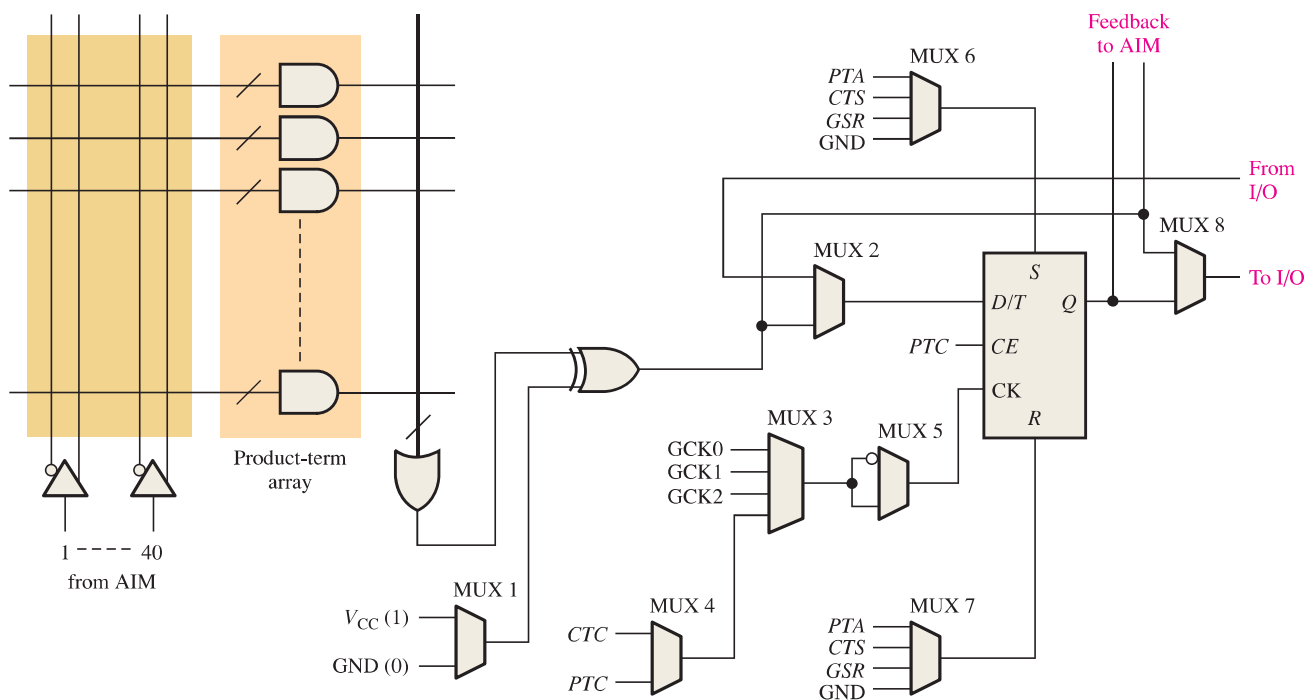 Feedback
to AIM
MUX 6
PTA
CTS
GSR
GND
From
I/O
MUX 8
MUX 2
S
To I/O
D/T
Q
PTC
CE
CK
R
MUX 3
MUX 5
GCK0
GCK1
GCK2
Product-term
array
1
40
from AIM
MUX 1
VCC (1)
GND (0)
MUX 4
CTC
PTC
MUX 7
PTA
CTS
GSR
GND